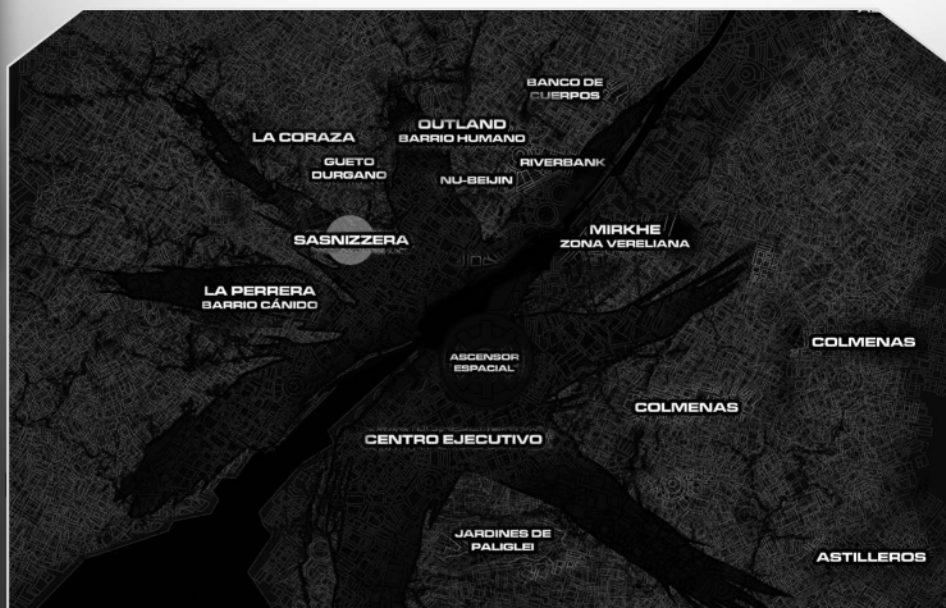 BANCO DE
CUERPOS
OUTLAND
BARRIO HUMANO
LA CORAZA
GUETO
DURGANO
RIVERBANK
NU-BEIJIN
SASNIZZERA
MIRKHE
ZONA VERELIANA
LA PERRERA
BARRIO CÁNIDO
COLMENAS
ASCENSOR
ESPACIAL
COLMENAS
CENTRO EJECUTIVO
JARDINES DE
PALIGLEI
ASTILLEROS